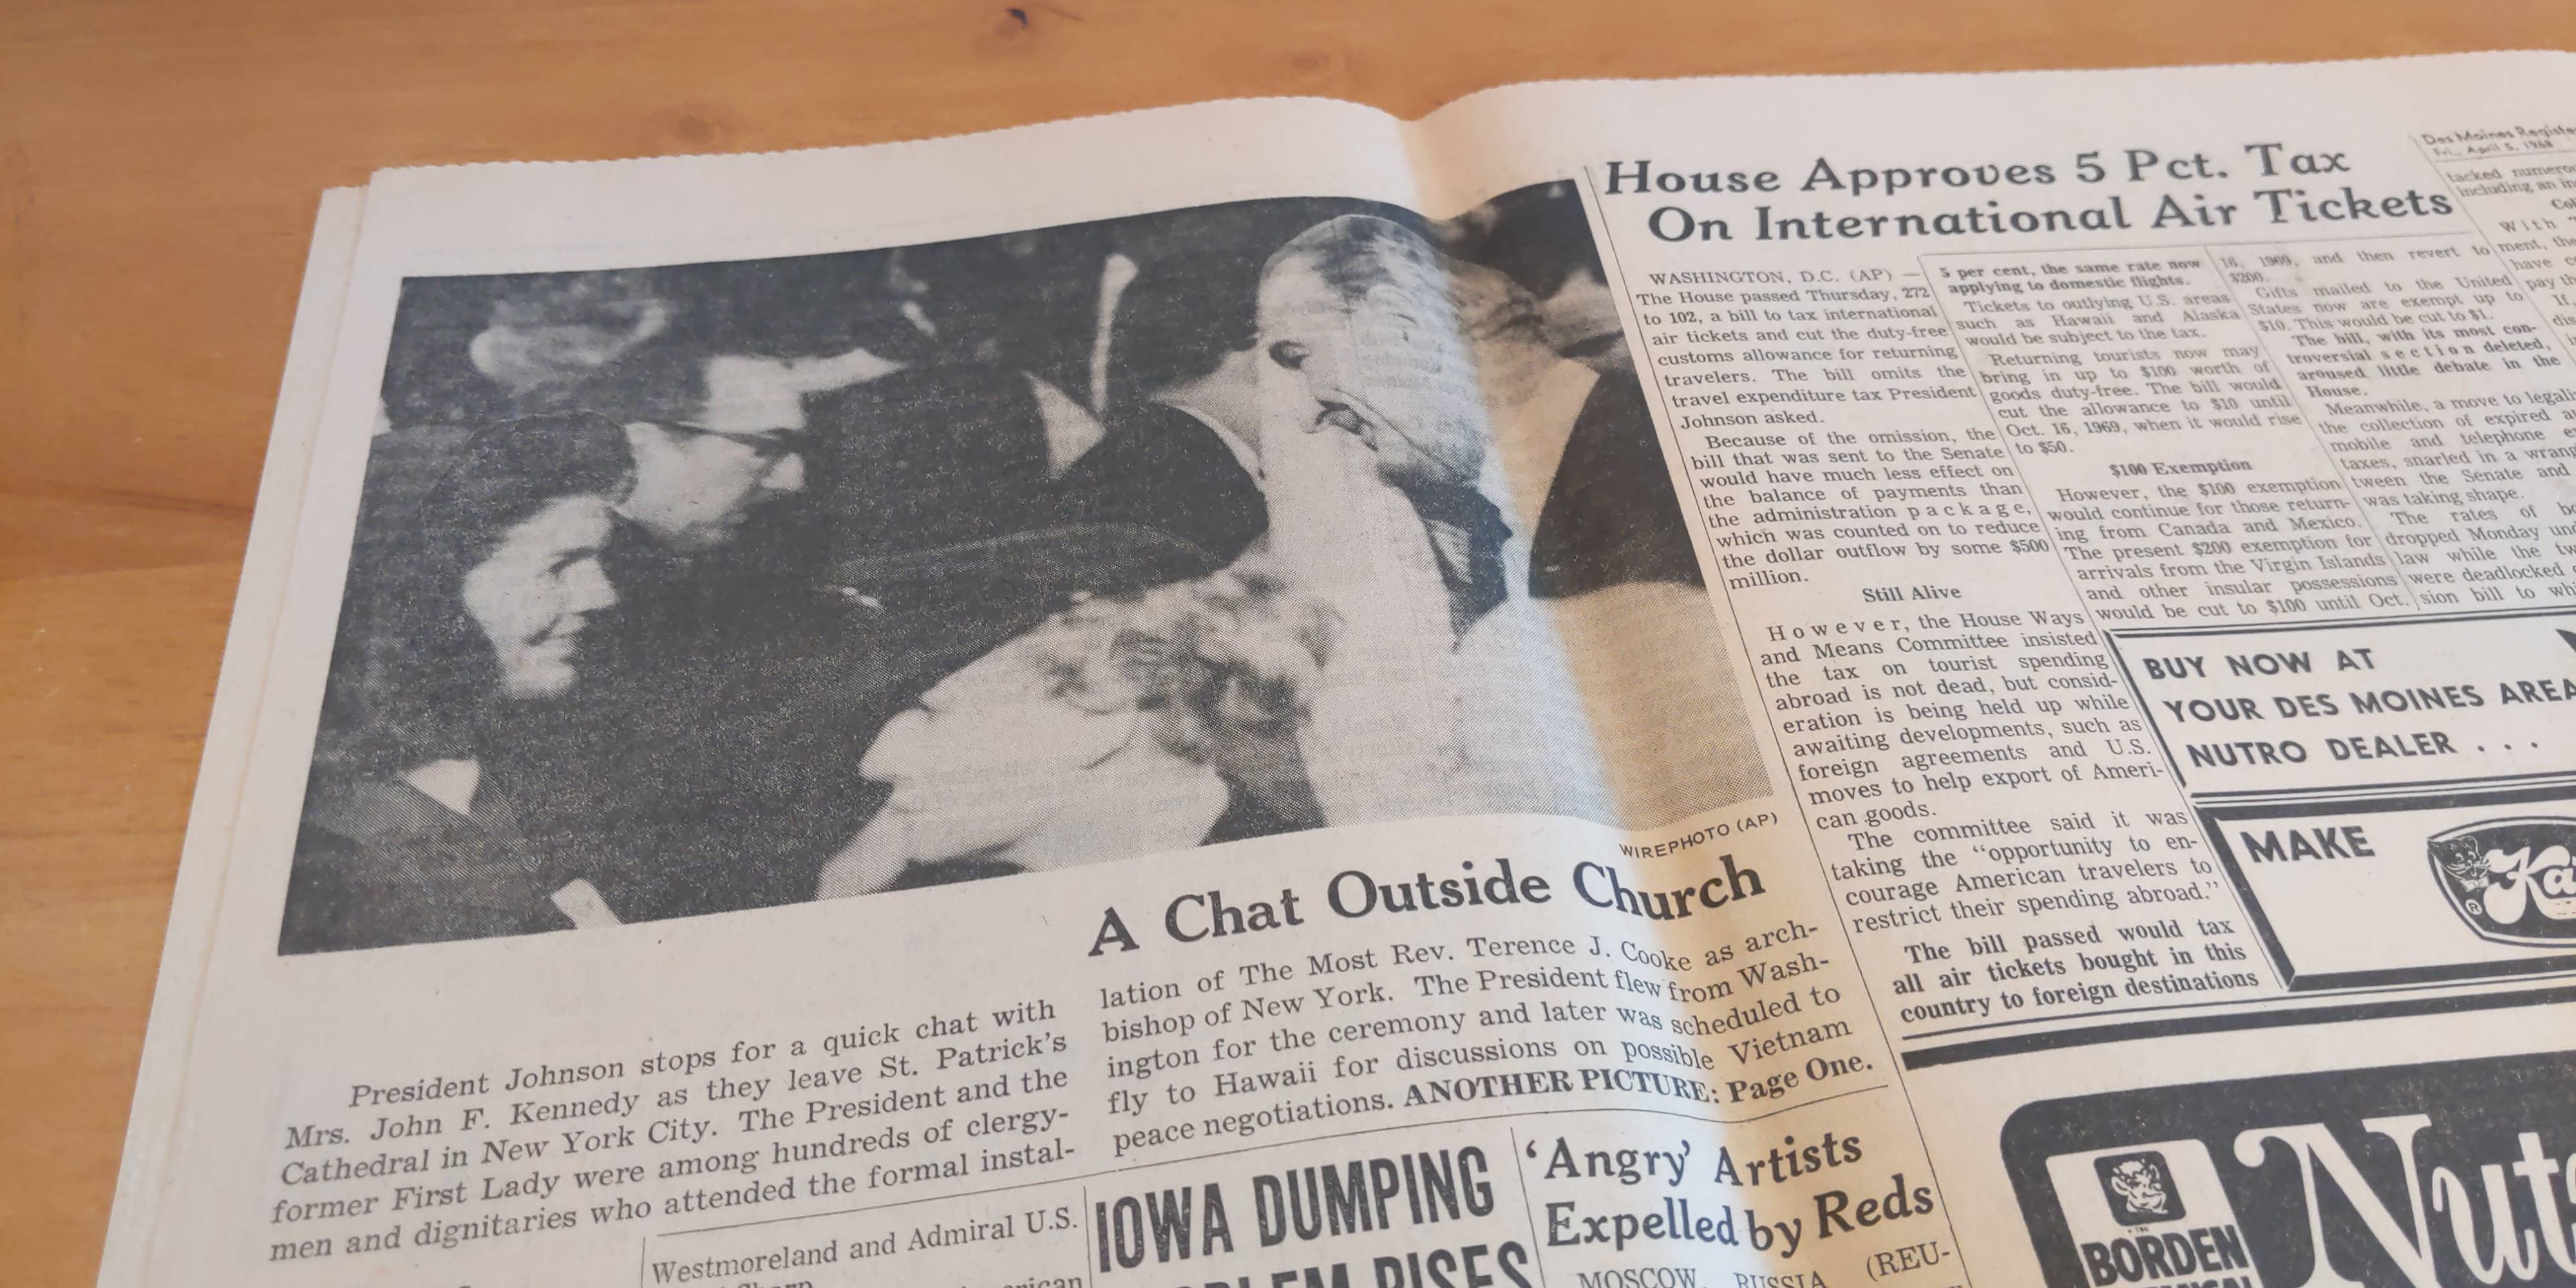 WIREPHOTO (AP)
A Chat Outside Church
President Johnson stops for a quick chat with
Mrs. John F. Kennedy as they leave St. Patrick's
Cathedral in New York City. The President and the
former First Lady were among hundreds of clergy-
men and dignitaries who attended the formal instal-
lation of The Most Rev. Terence J. Cooke as arch-
bishop of New York. The President flew from Wash-
ington for the ceremony and later was scheduled to
fly to Hawaii for discussions on possible Vietnam
peace negotiations. ANOTHER PICTURE: Page One.
Westmoreland and Admiral U.S.
IOWA DUMPING
RISES
'Angry' Artists
Expelled by Reds
MOSCOW, RUSSIA (REU-
House Approves 5 Pct. Tax
On International Air Tickets
WASHINGTON, D.C. (AP) —
The House passed Thursday, 272
to 102, a bill to tax international
air tickets and cut the duty-free
customs allowance for returning
travelers. The bill omits the
travel expenditure tax President
Johnson asked.
Because of the omission, the
bill that was sent to the Senate
would have much less effect on
the balance of payments than
the administration package,
which was counted on to reduce
the dollar outflow by some $500
million.
Still Alive
However, the House Ways
and Means Committee insisted
the tax on tourist spending
abroad is not dead, but consid-
eration is being held up while
awaiting developments, such as
foreign agreements and U.S.
moves to help export of Ameri-
can goods.
The committee said it was
taking the "opportunity to en-
courage American travelers to
restrict their spending abroad."
The bill passed would tax
all air tickets bought in this
country to foreign destinations
5 per cent, the same rate now
applying to domestic flights.
Tickets to outlying U.S. areas
such as Hawaii and Alaska
would be subject to the tax.
Returning tourists now may
bring in up to $100 worth of
goods duty-free. The bill would
cut the allowance to $10 until
Oct. 16, 1969, when it would rise
to $50.
$100 Exemption
However, the $100 exemption
would continue for those return-
ing from Canada and Mexico.
The present $200 exemption for
arrivals from the Virgin Islands
and other insular possessions
would be cut to $100 until Oct.
16, 1969, and then revert to
$200.
Gifts mailed to the United
States now are exempt up to
$10. This would be cut to $1.
The bill, with its most con-
troversial section deleted,
aroused little debate in the
House.
Meanwhile, a move to legali
the collection of expired a
mobile and telephone e
taxes, snarled in a wrang
tween the Senate and
was taking shape.
The rates of bo
dropped Monday un
law while the tw
were deadlocked
sion bill to wh
Des Moines Registe
Fri., April 5, 1968
tacked numero
including an in
With
ment, the
have c
pay th
BUY NOW AT
YOUR DES MOINES AREA
NUTRO DEALER . . .
MAKE
Ka
®
Nut
BORDEN